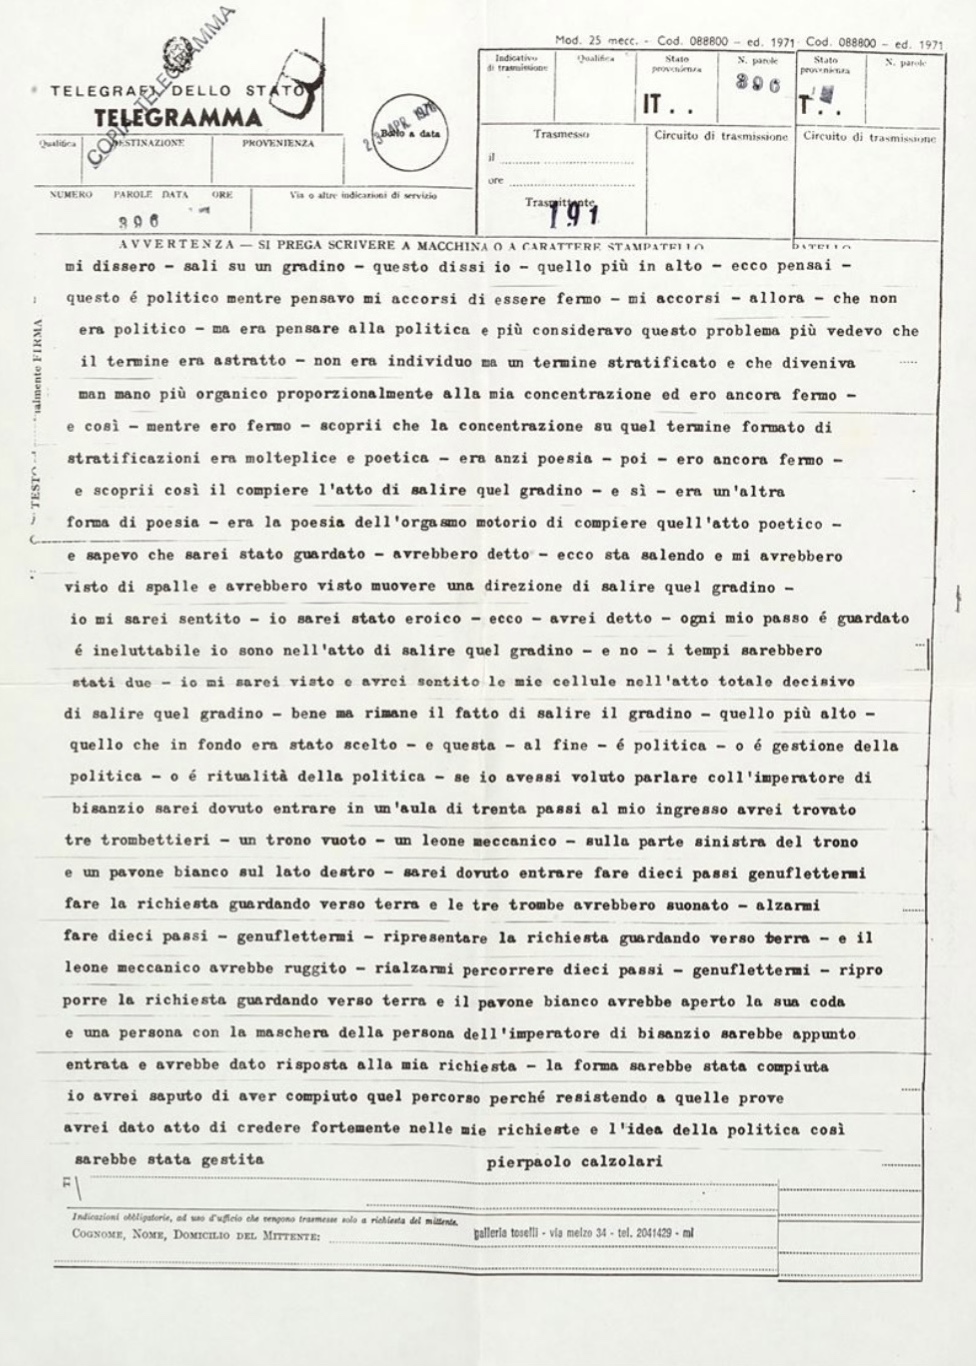 Mod. 25 mecc. - Cod. 088800 - ed. 1971 Cod. 088800 - ed. 1971
COPIA TELEGRAMMA
TELEGRAFI DELLO STATO
TELEGRAMMA
Qualifica DESTINAZIONE PROVENIENZA
Bollo a data
23 APR 1976
NUMERO PAROLE DATA ORE Via o altre indicazioni di servizio
396
Indicativo di trasmissione Qualifica Stato provenienza N. parole Stato provenienza N. parole
IT . . 396 T . .
Trasmesso Circuito di trasmissione Circuito di trasmissione
il
ore
Trasmittente
191
AVVERTENZA — SI PREGA SCRIVERE A MACCHINA O A CARATTERE STAMPATELLO
mi dissero - sali su un gradino - questo dissi io - quello più in alto - ecco pensai -
questo é politico mentre pensavo mi accorsi di essere fermo - mi accorsi - allora - che non
era politico - ma era pensare alla politica e più consideravo questo problema più vedevo che
il termine era astratto - non era individuo ma un termine stratificato e che diveniva
man mano più organico proporzionalmente alla mia concentrazione ed ero ancora fermo -
e così - mentre ero fermo - scoprii che la concentrazione su quel termine formato di
stratificazioni era molteplice e poetica - era anzi poesia - poi - ero ancora fermo -
e scoprii così il compiere l'atto di salire quel gradino - e sì - era un'altra
forma di poesia - era la poesia dell'orgasmo motorio di compiere quell'atto poetico -
e sapevo che sarei stato guardato - avrebbero detto - ecco sta salendo e mi avrebbero
visto di spalle e avrebbero visto muovere una direzione di salire quel gradino -
io mi sarei sentito - io sarei stato eroico - ecco - avrei detto - ogni mio passo é guardato
é ineluttabile io sono nell'atto di salire quel gradino - e no - i tempi sarebbero
stati due - io mi sarei visto e avrei sentito le mie cellule nell'atto totale decisivo
di salire quel gradino - bene ma rimane il fatto di salire il gradino - quello più alto -
quello che in fondo era stato scelto - e questa - al fine - é politica - o é gestione della
politica - o é ritualità della politica - se io avessi voluto parlare coll'imperatore di
bisanzio sarei dovuto entrare in un'aula di trenta passi al mio ingresso avrei trovato
tre trombettieri - un trono vuoto - un leone meccanico - sulla parte sinistra del trono
e un pavone bianco sul lato destro - sarei dovuto entrare fare dieci passi genuflettermi
fare la richiesta guardando verso terra e le tre trombe avrebbero suonato - alzarmi
fare dieci passi - genuflettermi - ripresentare la richiesta guardando verso terra - e il
leone meccanico avrebbe ruggito - rialzarmi percorrere dieci passi - genuflettermi - ripro
porre la richiesta guardando verso terra e il pavone bianco avrebbe aperto la sua coda
e una persona con la maschera della persona dell'imperatore di bisanzio sarebbe appunto
entrata e avrebbe dato risposta alla mia richiesta - la forma sarebbe stata compiuta
io avrei saputo di aver compiuto quel percorso perché resistendo a quelle prove
avrei dato atto di credere fortemente nelle mie richieste e l'idea della politica così
sarebbe stata gestita pierpaolo calzolari
TESTO almente FIRMA
Indicazioni obbligatorie, ad uso d'ufficio che vengono trasmesse solo a richiesta del mittente.
COGNOME, NOME, DOMICILIO DEL MITTENTE: galleria toselli - via melzo 34 - tel. 2041429 - mi